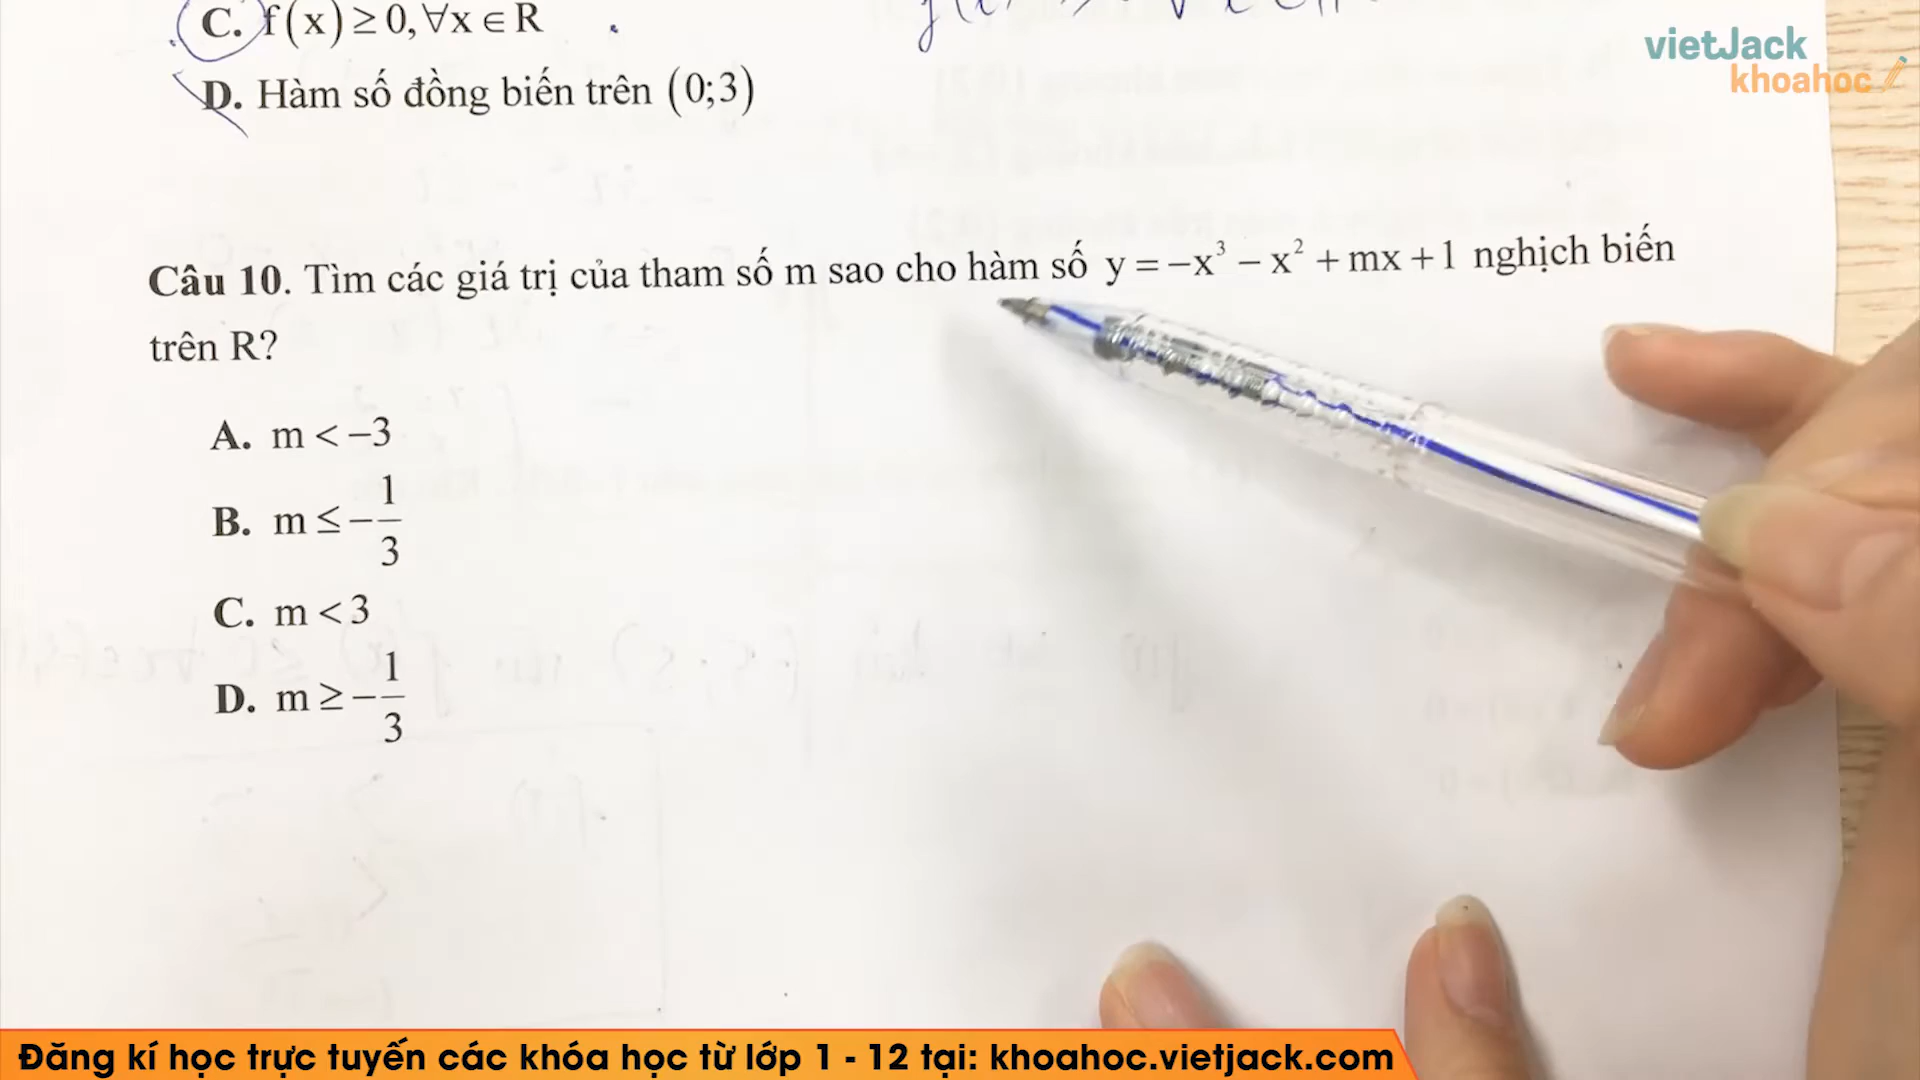 C. f(x) ≥ 0, ∀x ∈ R
vietJack
khoahoc
D. Hàm số đồng biến trên (0;3)
Câu 10. Tìm các giá trị của tham số m sao cho hàm số y = −x³ − x² + mx + 1 nghịch biến
trên R?
A. m < −3
B. m ≤ −1/3
C. m < 3
D. m ≥ −1/3
Đăng kí học trực tuyến các khóa học từ lớp 1 - 12 tại: khoahoc.vietjack.com